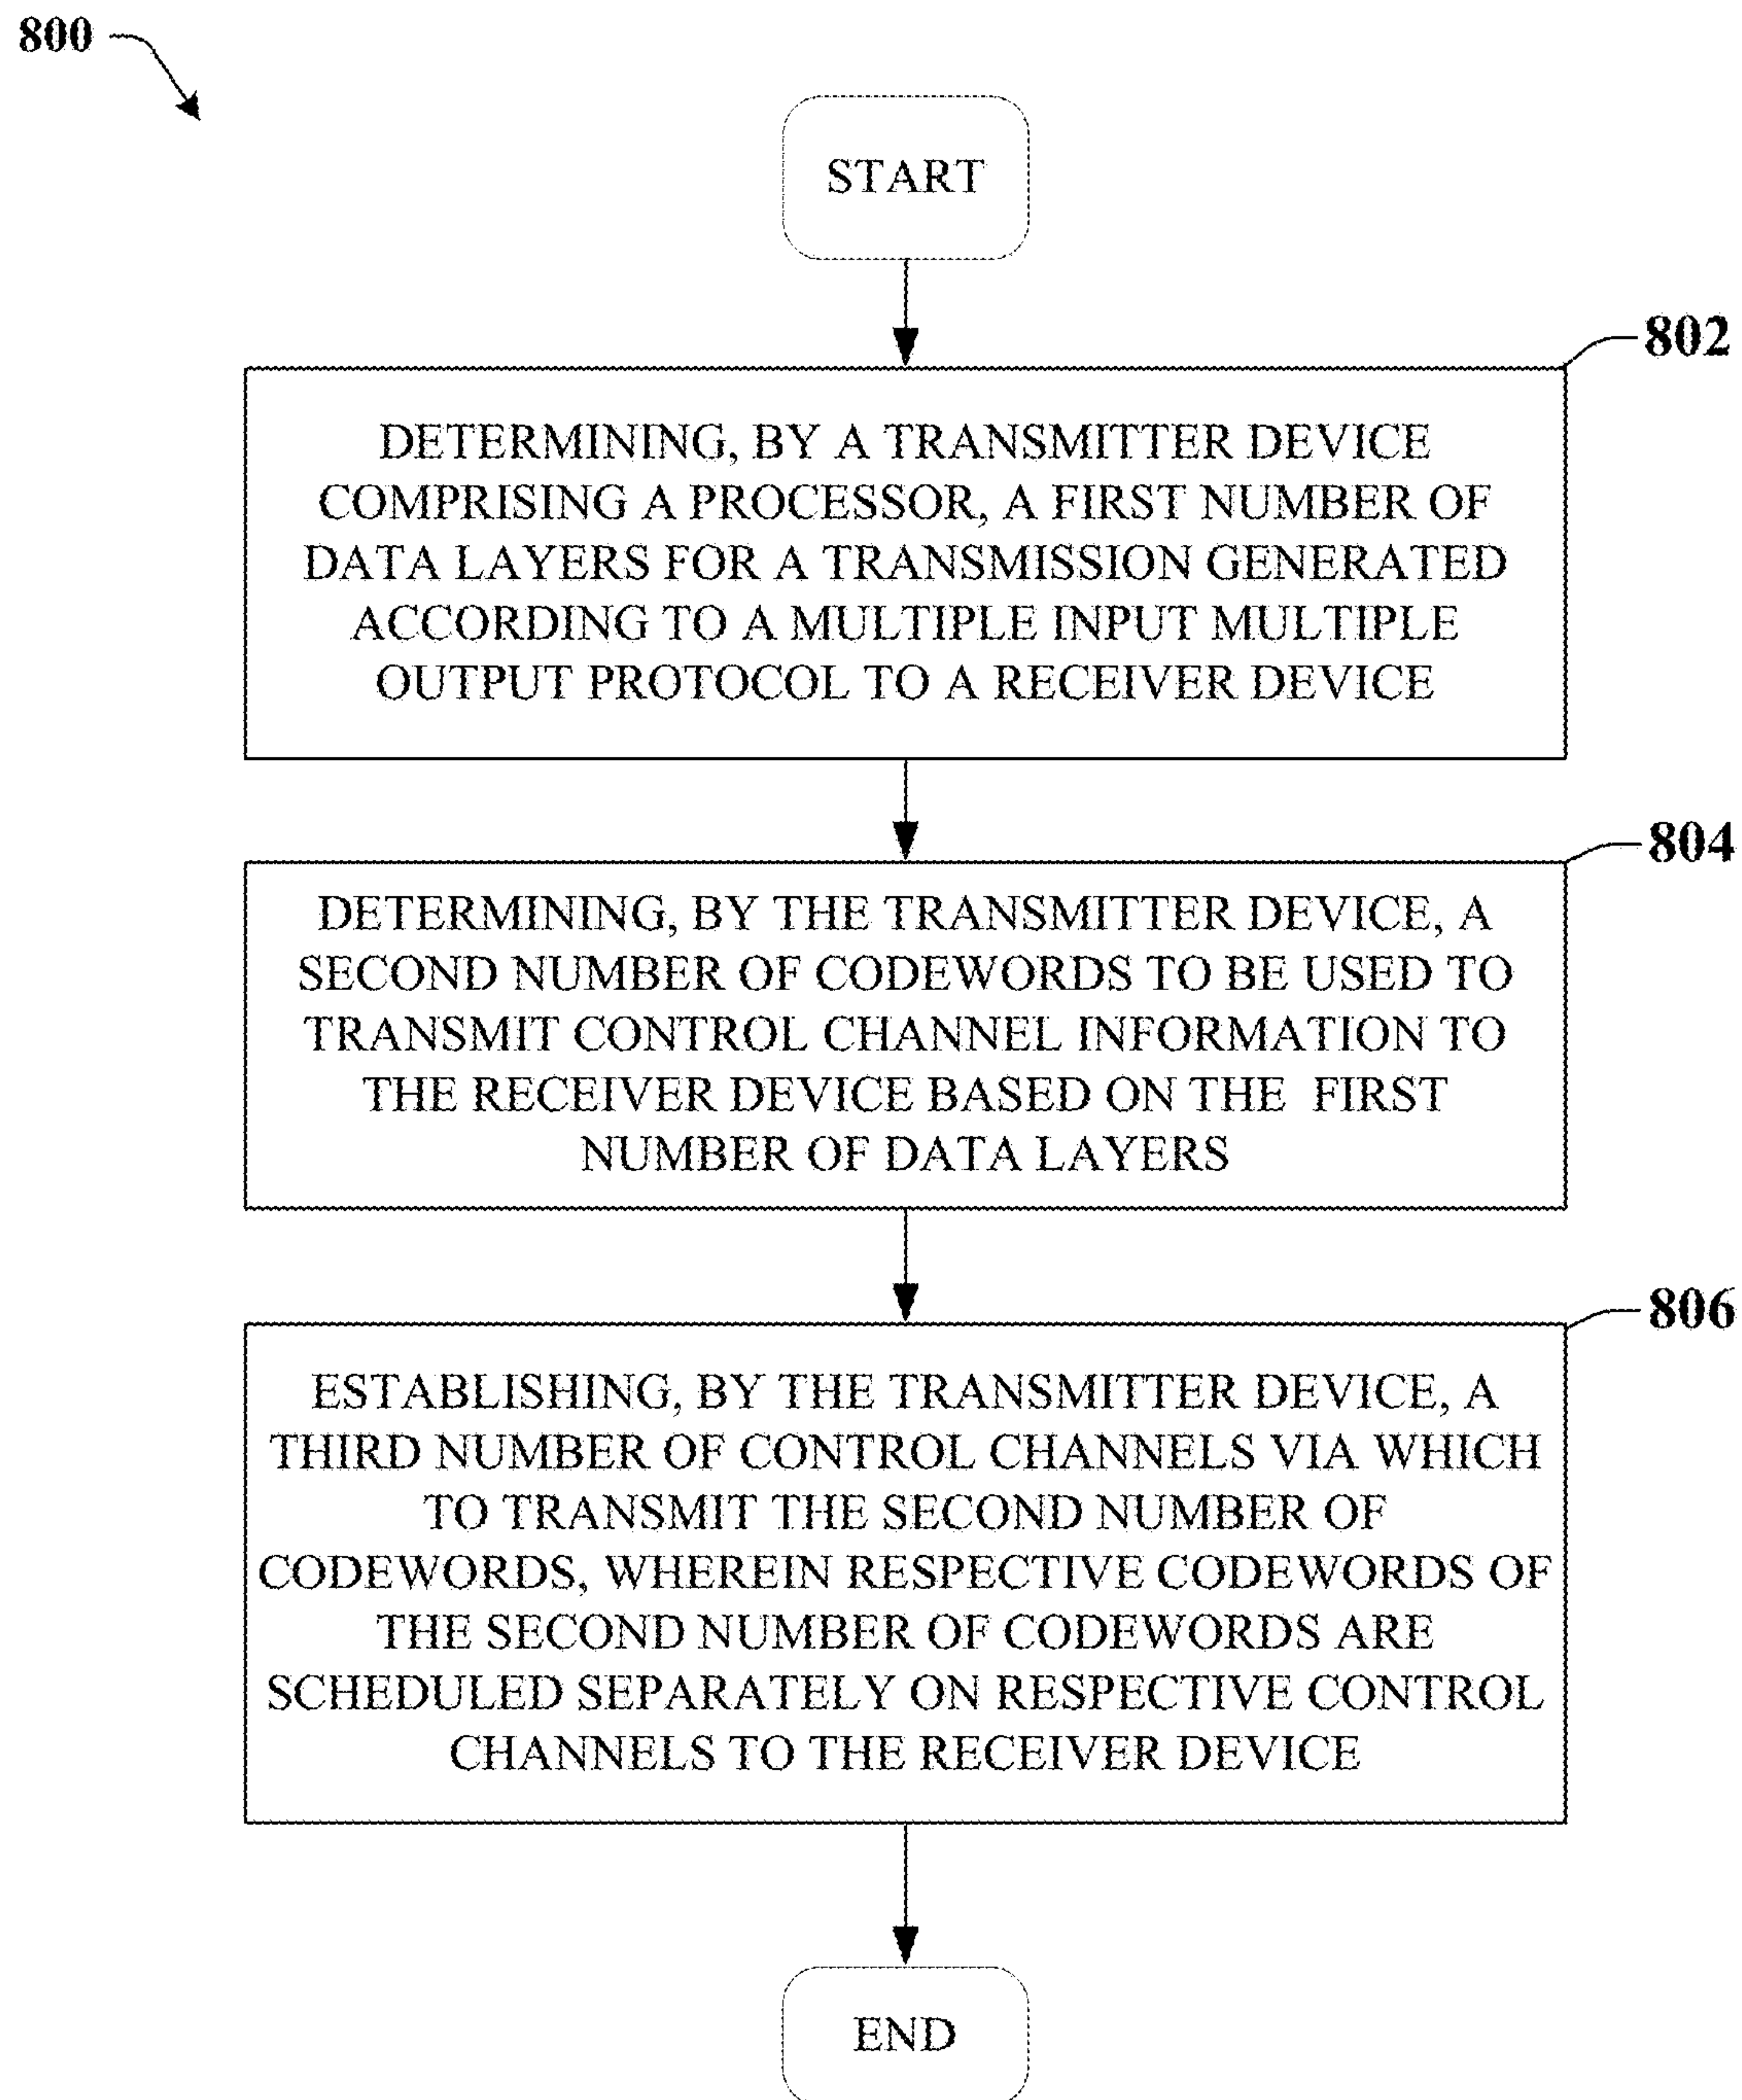 800
START
802
DETERMINING, BY A TRANSMITTER DEVICE
COMPRISING A PROCESSOR, A FIRST NUMBER OF
DATA LAYERS FOR A TRANSMISSION GENERATED
ACCORDING TO A MULTIPLE INPUT MULTIPLE
OUTPUT PROTOCOL TO A RECEIVER DEVICE
804
DETERMINING, BY THE TRANSMITTER DEVICE, A
SECOND NUMBER OF CODEWORDS TO BE USED TO
TRANSMIT CONTROL CHANNEL INFORMATION TO
THE RECEIVER DEVICE BASED ON THE FIRST
NUMBER OF DATA LAYERS
806
ESTABLISHING, BY THE TRANSMITTER DEVICE, A
THIRD NUMBER OF CONTROL CHANNELS VIA WHICH
TO TRANSMIT THE SECOND NUMBER OF
CODEWORDS, WHEREIN RESPECTIVE CODEWORDS OF
THE SECOND NUMBER OF CODEWORDS ARE
SCHEDULED SEPARATELY ON RESPECTIVE CONTROL
CHANNELS TO THE RECEIVER DEVICE
END